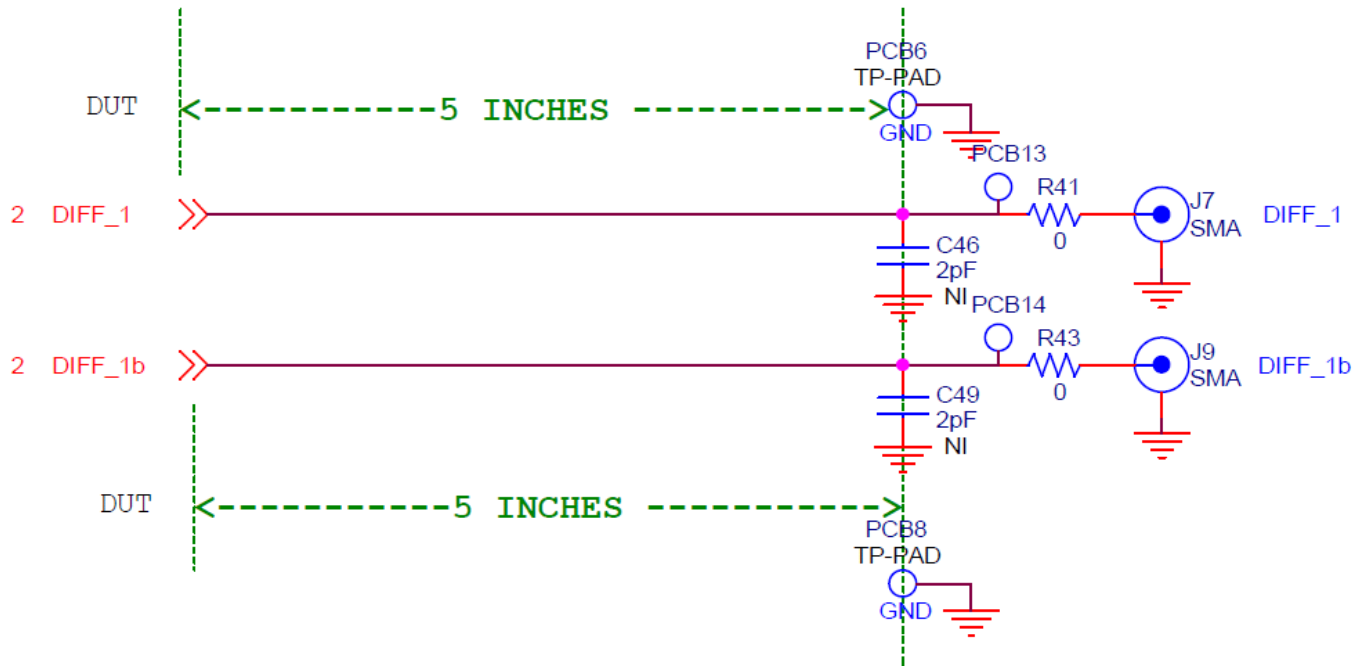 PCB6
TP-PAD
DUT
5 INCHES
GND
PCB13
R41
J7
2 DIFF_1
SMA
DIFF_1
0
C46
2pF
NI
PCB14
R43
J9
2 DIFF_1b
SMA
DIFF_1b
0
C49
2pF
NI
DUT
5 INCHES
PCB8
TP-PAD
GND